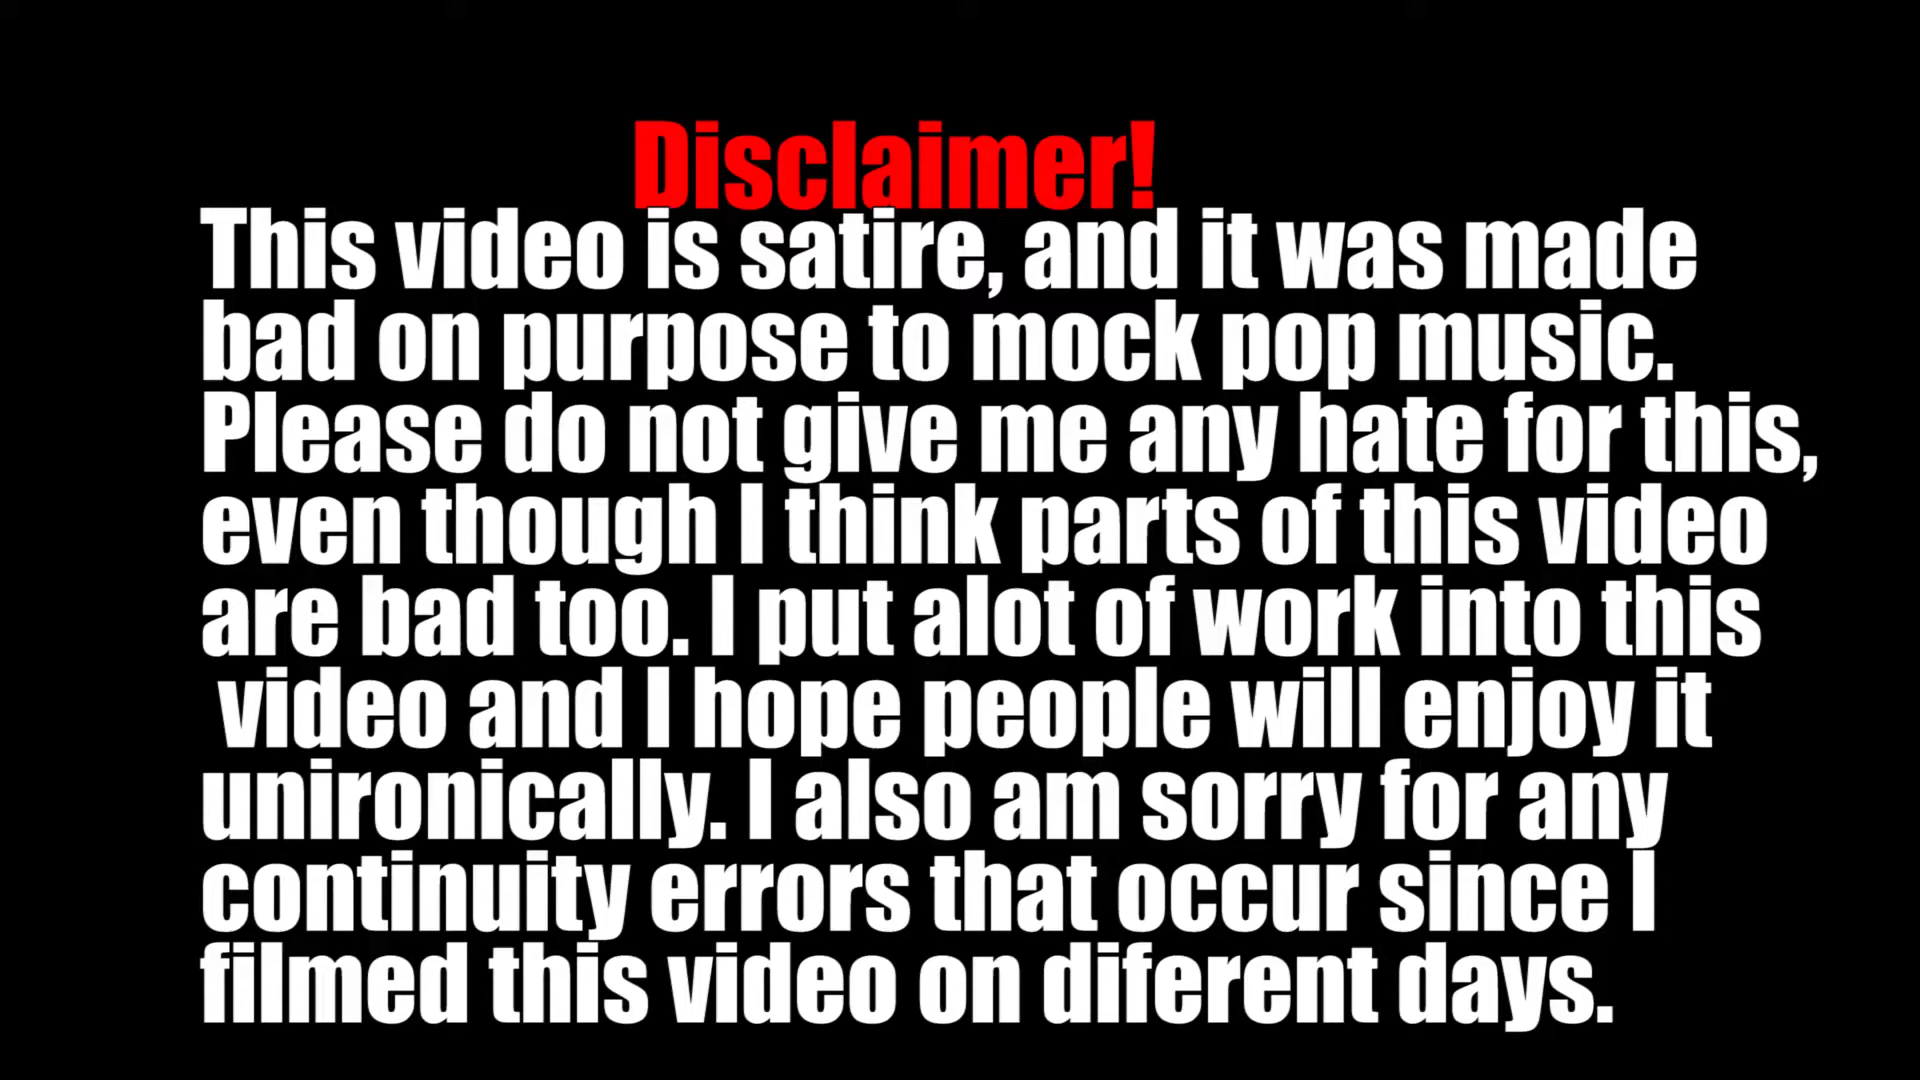 Disclaimer!
This video is satire, and it was made
bad on purpose to mock pop music.
Please do not give me any hate for this,
even though I think parts of this video
are bad too. I put alot of work into this
video and I hope people will enjoy it
unironically. I also am sorry for any
continuity errors that occur since I
filmed this video on diferent days.